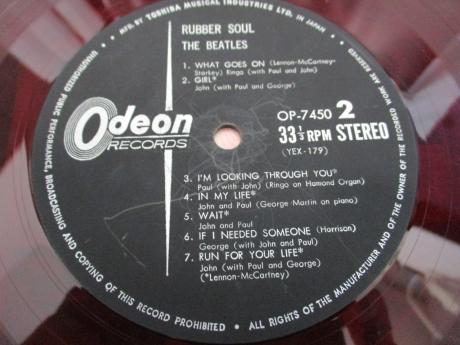 MFD. BY TOSHIBA MUSICAL INDUSTRIES LTD. IN JAPAN
RUBBER SOUL
THE BEATLES
1. WHAT GOES ON (Lennon-McCartney-
Starkey) Ringo (with Paul and John)
2. GIRL*
John (with Paul and George)
Odeon
RECORDS
OP-7450 2
33 1/3 RPM STEREO
(YEX-179)
3. I'M LOOKING THROUGH YOU*
Paul (with John) (Ringo on Hamond Organ)
4. IN MY LIFE*
John and Paul (George Martin on piano)
5. WAIT*
John and Paul
6. IF I NEEDED SOMEONE (Harrison)
George (with John and Paul)
7. RUN FOR YOUR LIFE*
John (with Paul and George)
(*Lennon-McCartney)
UNAUTHORIZED PUBLIC PERFORMANCE, BROADCASTING AND COPYING OF THIS RECORD PROHIBITED • ALL RIGHTS OF THE MANUFACTURER AND OF THE OWNER OF THE RECORDED WORK ARE RESERVED